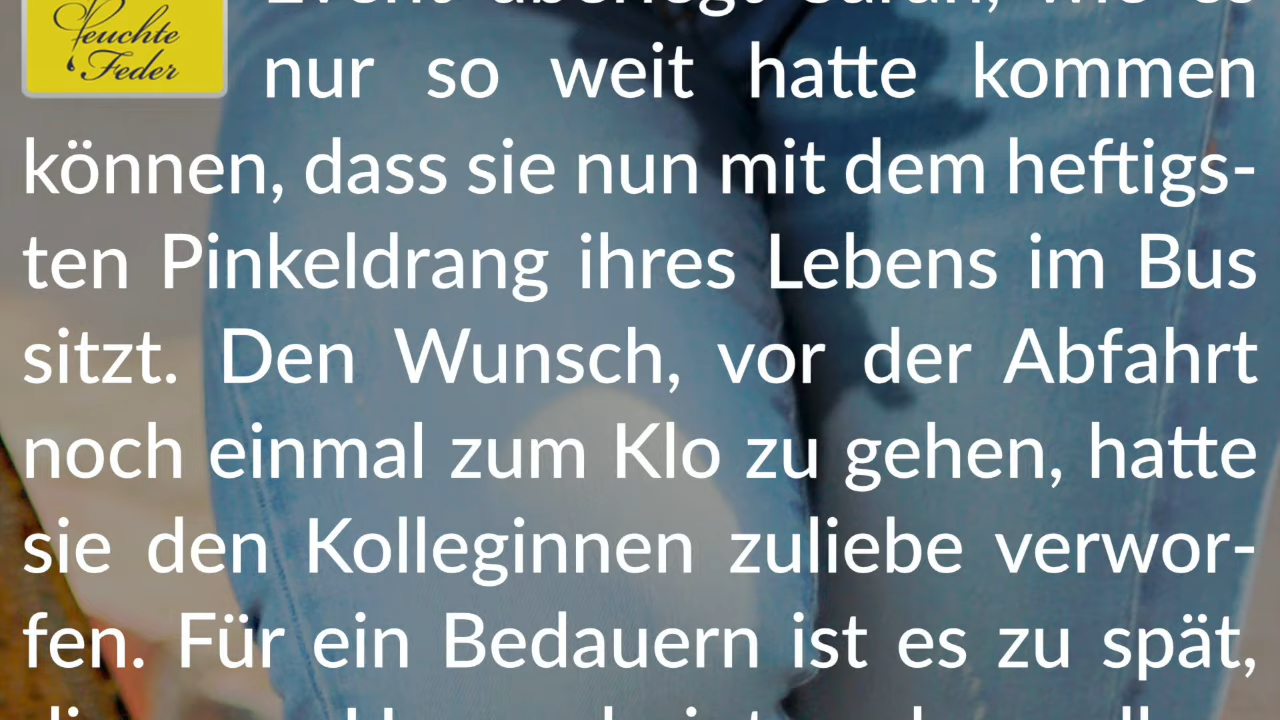 feuchte
Feder
nur so weit hatte kommen
können, dass sie nun mit dem heftigs-
ten Pinkeldrang ihres Lebens im Bus
sitzt. Den Wunsch, vor der Abfahrt
noch einmal zum Klo zu gehen, hatte
sie den Kolleginnen zuliebe verwor-
fen. Für ein Bedauern ist es zu spät,